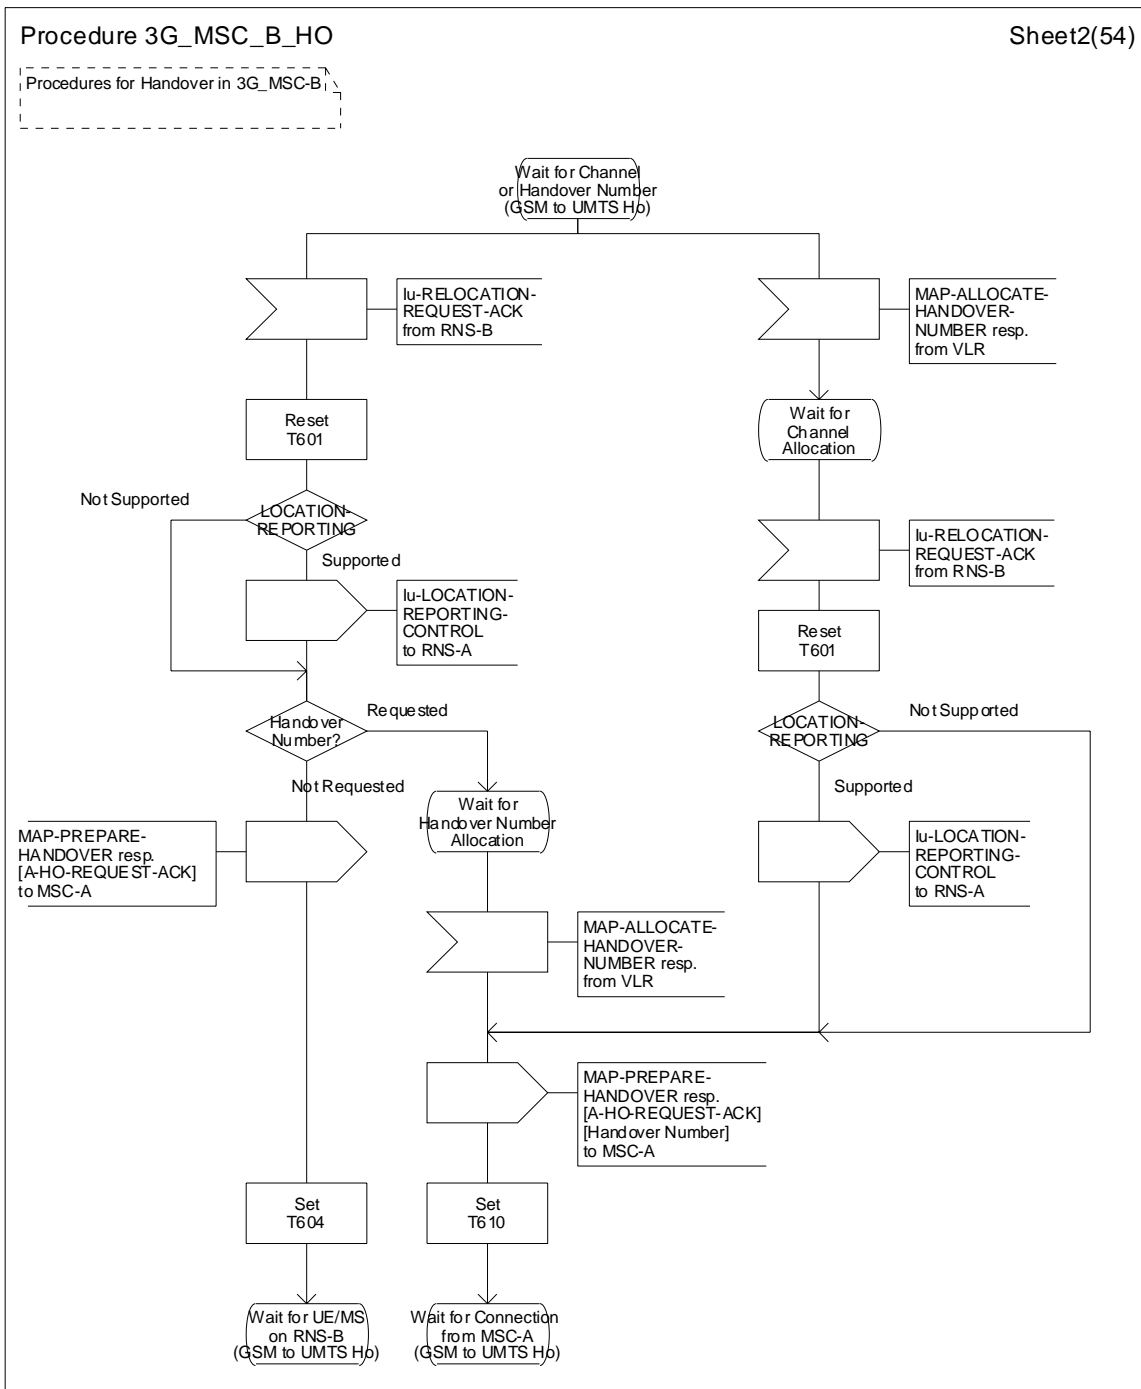 Procedure 3G_MSC_B_HO
Sheet2(54)
Procedures for Handover in 3G_MSC-B
Wait for Channel
or Handover Number
(GSM to UMTS Ho)
Iu-RELOCATION-
REQUEST-ACK
from RNS-B
MAP-ALLOCATE-
HANDOVER-
NUMBER resp.
from VLR
Reset
T601
Wait for
Channel
Allocation
Not Supported
LOCATION-
REPORTING
Supported
Iu-RELOCATION-
REQUEST-ACK
from RNS-B
Iu-LOCATION-
REPORTING-
CONTROL
to RNS-A
Reset
T601
Handover
Number?
Requested
Not Requested
LOCATION-
REPORTING
Not Supported
Supported
Wait for
Handover Number
Allocation
MAP-PREPARE-
HANDOVER resp.
[A-HO-REQUEST-ACK]
to MSC-A
Iu-LOCATION-
REPORTING-
CONTROL
to RNS-A
MAP-ALLOCATE-
HANDOVER-
NUMBER resp.
from VLR
MAP-PREPARE-
HANDOVER resp.
[A-HO-REQUEST-ACK]
[Handover Number]
to MSC-A
Set
T604
Set
T610
Wait for UE/MS
on RNS-B
(GSM to UMTS Ho)
Wait for Connection
from MSC-A
(GSM to UMTS Ho)